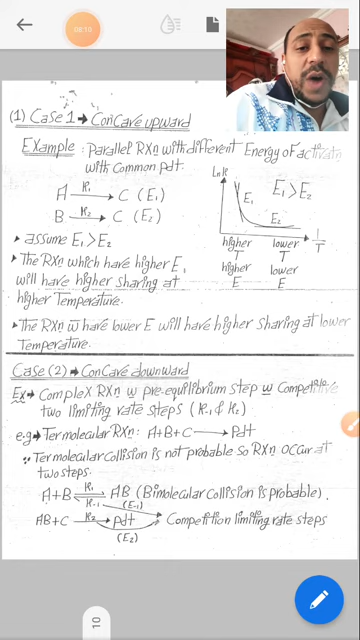 08:10
(1) Case 1 → Concave upward
Example: Parallel RXn with different Energy of activatn
with Common pdt.
A —k1→ C (E1)
B —k2→ C (E2)
Ln k
E1
E2
E1 > E2
1/T
higher T
lower T
higher E
lower E
▸ assume E1 > E2
▸ The RXn which have higher E,
will have higher Sharing at
higher Temperature.
▸ The RXn w have lower E will have higher Sharing at lower
Temperature.
Case (2) → Concave downward
Ex → Complex RXn w pre-equilibrium step w Competitive
two limiting rate steps (k-1 & k2)
e.g → Termolecular RXn: A+B+C → Pdt
∵ Termolecular Collision is not probable so RXn occur at
two steps:
A+B ⇌ AB (Bimolecular Collision is probable).
k1
k-1
(E-1)
AB+C —k2→ pdt
(E2)
Competition limiting rate steps
10